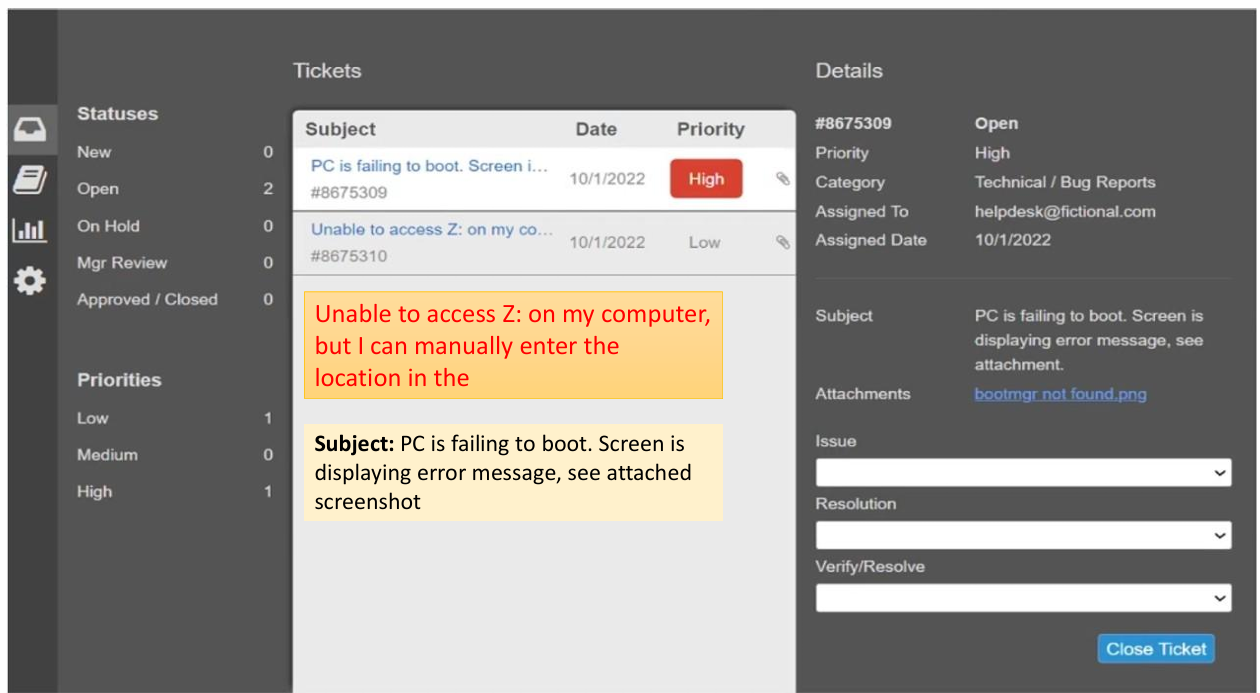 Statuses
New 0
Open 2
On Hold 0
Mgr Review 0
Approved / Closed 0
Priorities
Low 1
Medium 0
High 1
Tickets
Subject Date Priority
PC is failing to boot. Screen i...
#8675309
10/1/2022 High
Unable to access Z: on my co...
#8675310
10/1/2022 Low
Unable to access Z: on my computer,
but I can manually enter the
location in the
Subject: PC is failing to boot. Screen is
displaying error message, see attached
screenshot
Details
#8675309 Open
Priority High
Category Technical / Bug Reports
Assigned To helpdesk@fictional.com
Assigned Date 10/1/2022
Subject PC is failing to boot. Screen is
displaying error message, see
attachment.
Attachments bootmgr not found.png
Issue
Resolution
Verify/Resolve
Close Ticket